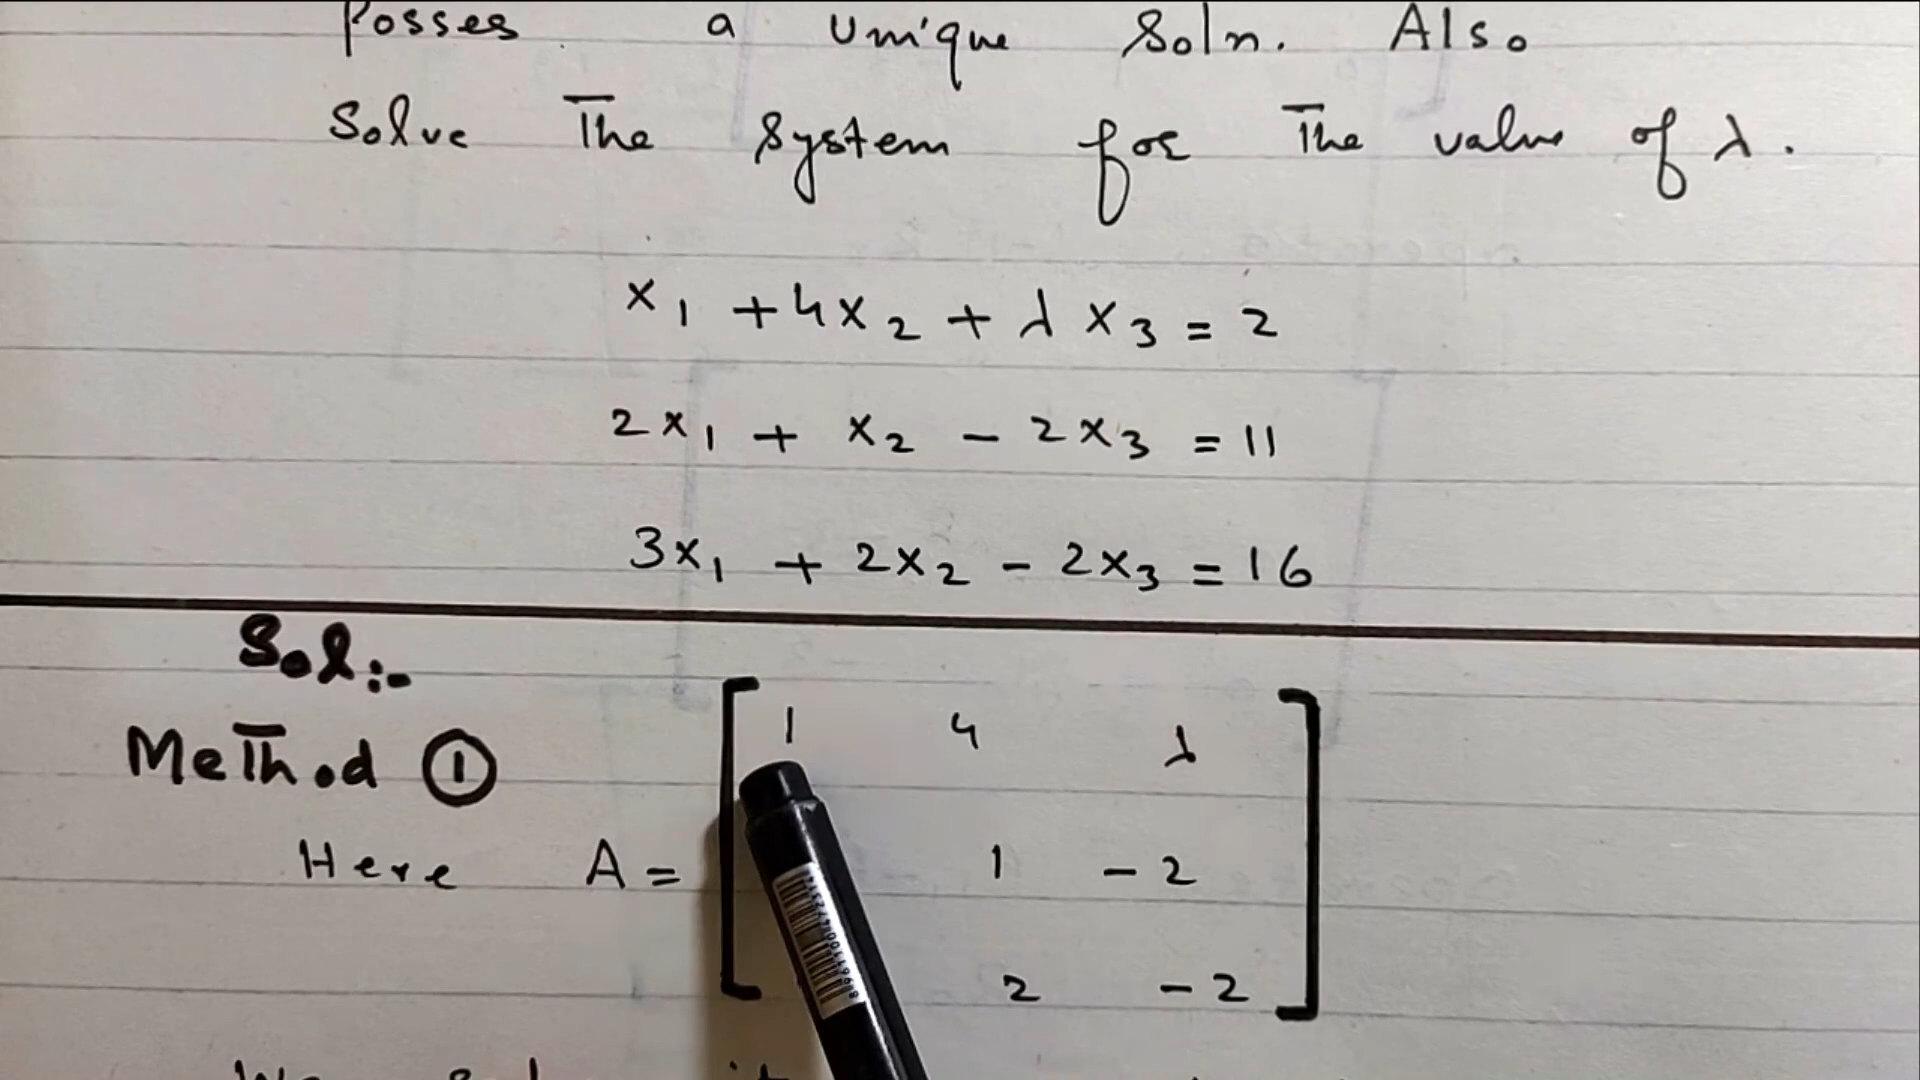 Posses a unique Soln. Also
Solve The System for The value of λ.
x₁ + 4x₂ + λx₃ = 2
2x₁ + x₂ - 2x₃ = 11
3x₁ + 2x₂ - 2x₃ = 16
Sol:-
Method ①
1 4 λ
Here A = 1 -2
2 -2